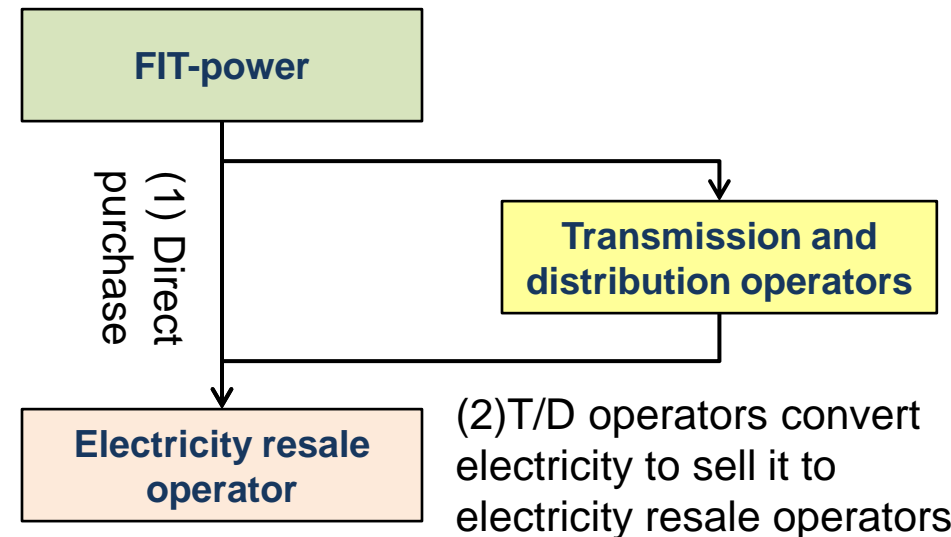 FIT-power
(1) Direct
purchase
Transmission and
distribution operators
Electricity resale
operator
(2)T/D operators convert
electricity to sell it to
electricity resale operators